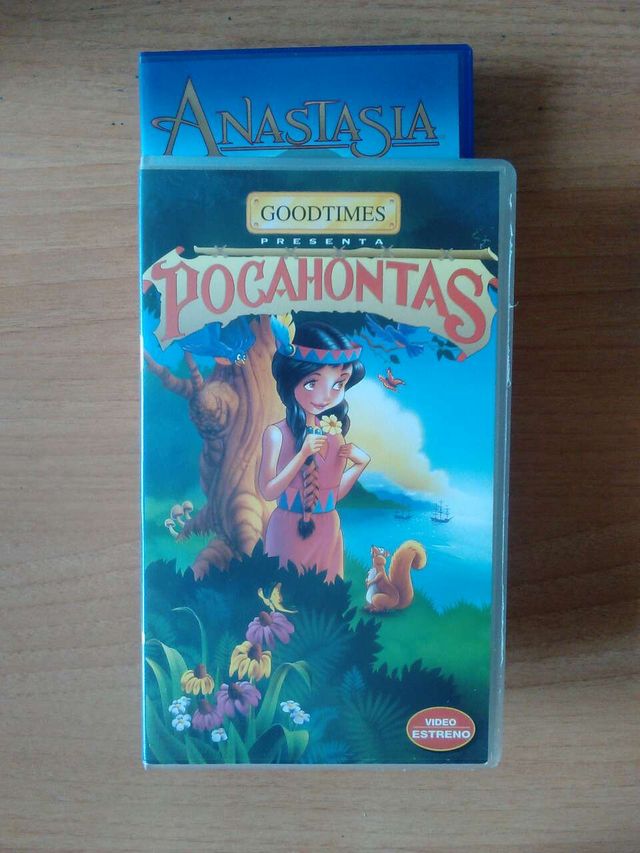 ANASTASIA
GOODTIMES
PRESENTA
POCAHONTAS
VIDEO
ESTRENO